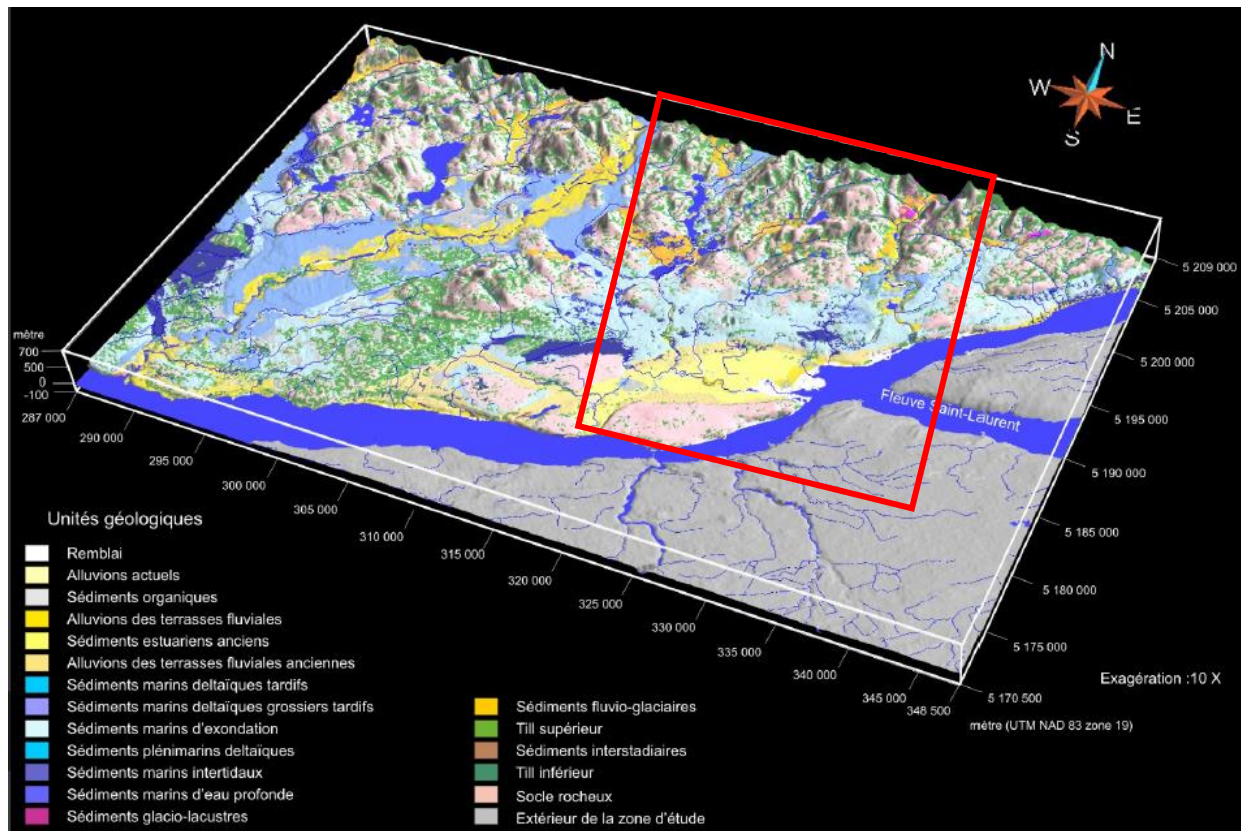 N
W
E
S
mètre
700
500
0
-100
287 000
290 000
295 000
300 000
305 000
310 000
315 000
320 000
325 000
330 000
335 000
340 000
345 000
348 500
5 209 000
5 205 000
5 200 000
5 195 000
5 190 000
5 185 000
5 180 000
5 175 000
5 170 500
Fleuve Saint-Laurent
Exagération :10 X
mètre (UTM NAD 83 zone 19)
Unités géologiques
Remblai
Alluvions actuels
Sédiments organiques
Alluvions des terrasses fluviales
Sédiments estuariens anciens
Alluvions des terrasses fluviales anciennes
Sédiments marins deltaïques tardifs
Sédiments marins deltaïques grossiers tardifs
Sédiments marins d'exondation
Sédiments plénimarins deltaïques
Sédiments marins intertidaux
Sédiments marins d'eau profonde
Sédiments glacio-lacustres
Sédiments fluvio-glaciaires
Till supérieur
Sédiments interstadiaires
Till inférieur
Socle rocheux
Extérieur de la zone d'étude